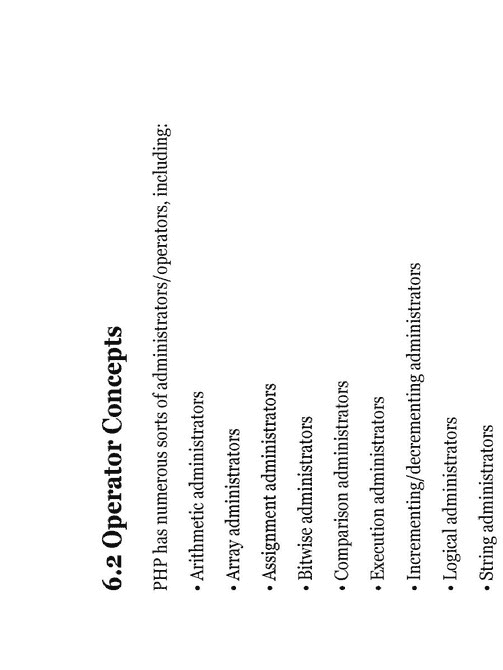 6.2 Operator Concepts
PHP has numerous sorts of administrators/operators, including:
• Arithmetic administrators
• Array administrators
• Assignment administrators
• Bitwise administrators
• Comparison administrators
• Execution administrators
• Incrementing/decrementing administrators
• Logical administrators
• String administrators